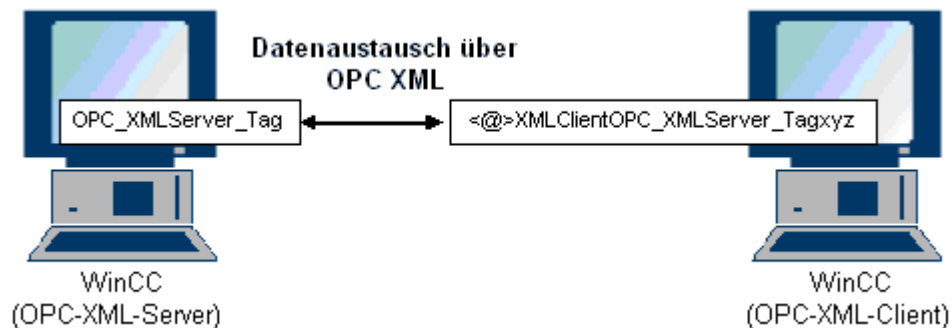 Datenaustausch über
OPC XML
OPC_XMLServer_Tag
<@>XMLClientOPC_XMLServer_Tagxyz
WinCC
(OPC-XML-Server)
WinCC
(OPC-XML-Client)